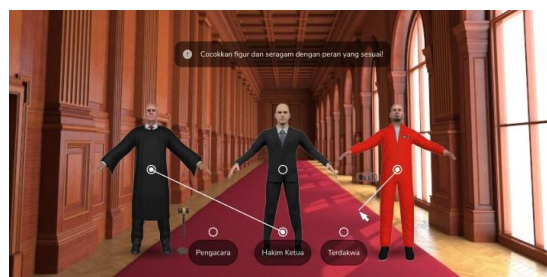 Cocokkan figur dan seragam dengan peran yang sesuai!
Pengacara
Hakim Ketua
Terdakwa